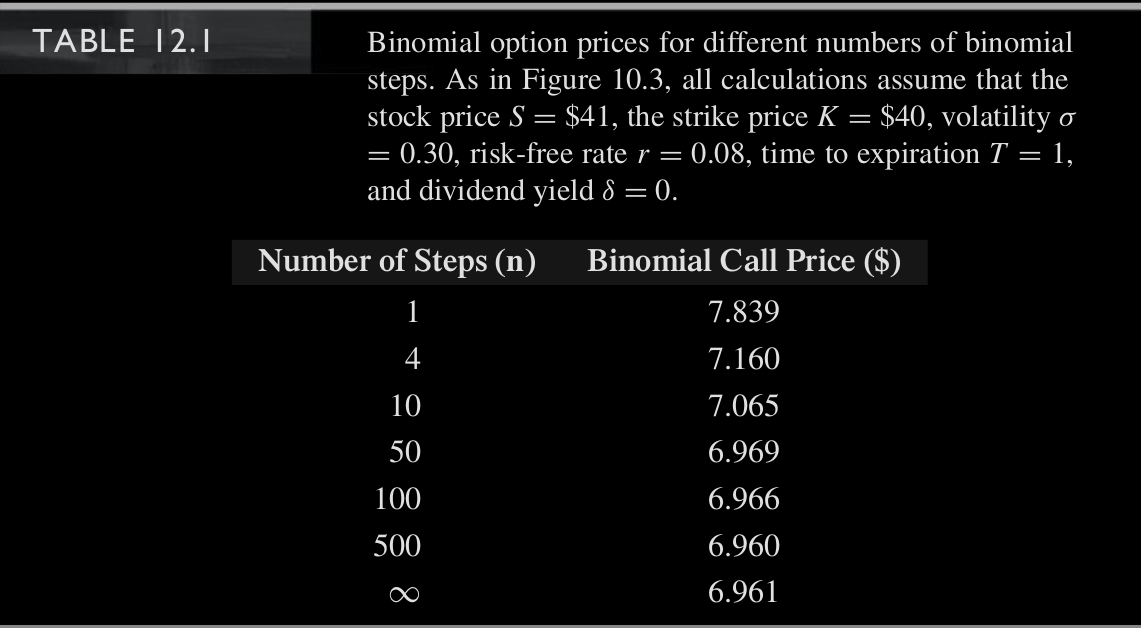 TABLE 12.1
Binomial option prices for different numbers of binomial
steps. As in Figure 10.3, all calculations assume that the
stock price S = $41, the strike price K = $40, volatility σ
= 0.30, risk-free rate r = 0.08, time to expiration T = 1,
and dividend yield δ = 0.
Number of Steps (n) Binomial Call Price ($)
1 7.839
4 7.160
10 7.065
50 6.969
100 6.966
500 6.960
∞ 6.961